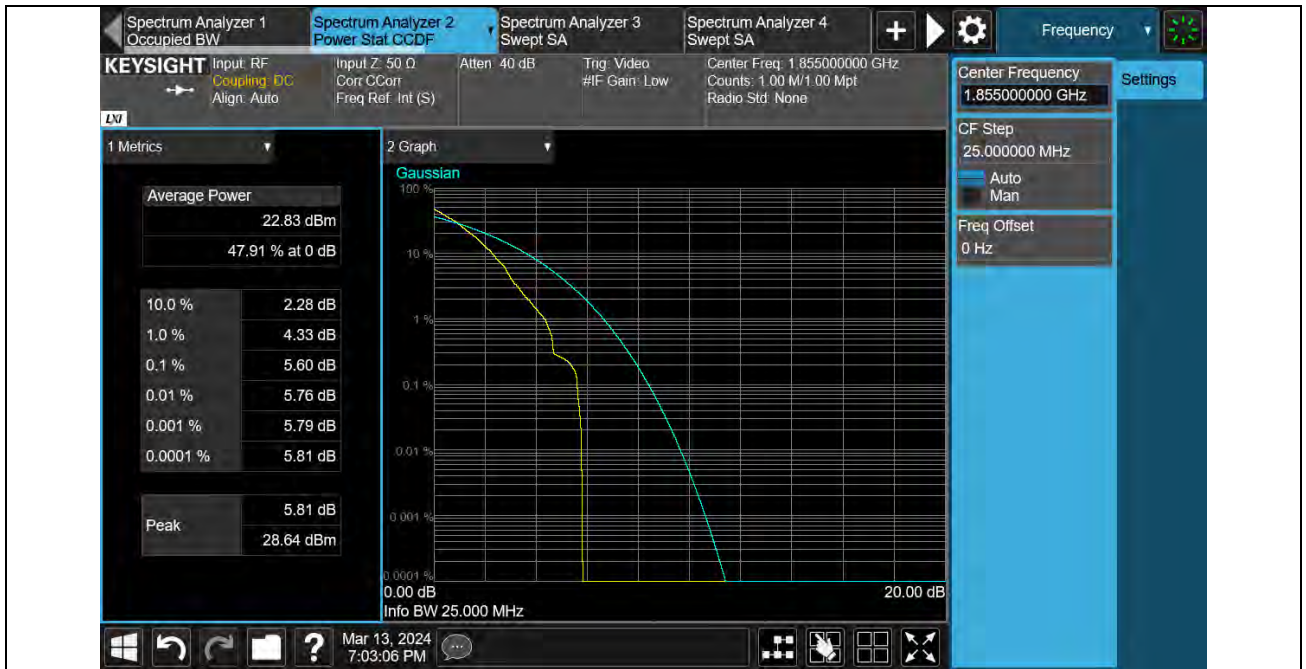 Spectrum Analyzer 1
Occupied BW
Spectrum Analyzer 2
Power Stat CCDF
Spectrum Analyzer 3
Swept SA
Spectrum Analyzer 4
Swept SA
Frequency
KEYSIGHT
LXI
Input: RF
Coupling: DC
Align: Auto
Input Z: 50 Ω
Corr CCorr
Freq Ref: Int (S)
Atten: 40 dB
Trig: Video
#IF Gain: Low
Center Freq: 1.855000000 GHz
Counts: 1.00 M/1.00 Mpt
Radio Std: None
Center Frequency
1.855000000 GHz
Settings
CF Step
25.000000 MHz
Auto
Man
Freq Offset
0 Hz
1 Metrics
Average Power
22.83 dBm
47.91 % at 0 dB
10.0 % 2.28 dB
1.0 % 4.33 dB
0.1 % 5.60 dB
0.01 % 5.76 dB
0.001 % 5.79 dB
0.0001 % 5.81 dB
Peak
5.81 dB
28.64 dBm
2 Graph
Gaussian
100 %
10 %
1 %
0.1 %
0.01 %
0.001 %
0.0001 %
0.00 dB 20.00 dB
Info BW 25.000 MHz
?
Mar 13, 2024
7:03:06 PM